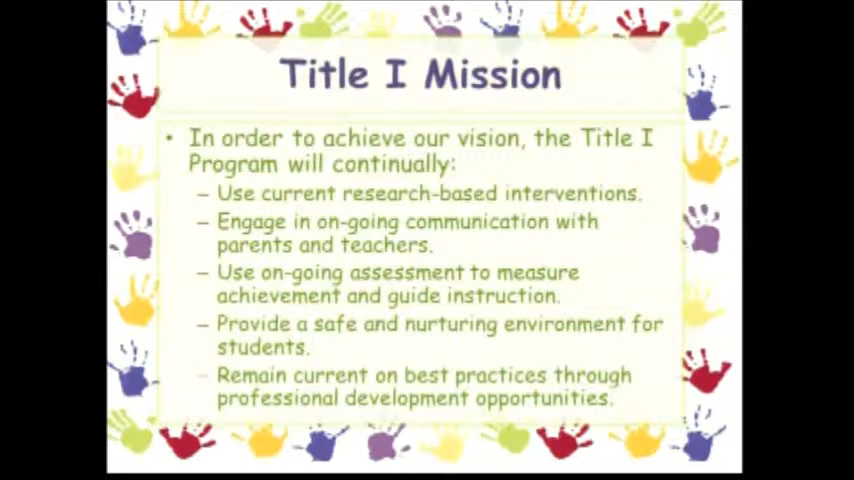 Title I Mission
• In order to achieve our vision, the Title I
Program will continually:
– Use current research-based interventions.
– Engage in on-going communication with
parents and teachers.
– Use on-going assessment to measure
achievement and guide instruction.
– Provide a safe and nurturing environment for
students.
– Remain current on best practices through
professional development opportunities.